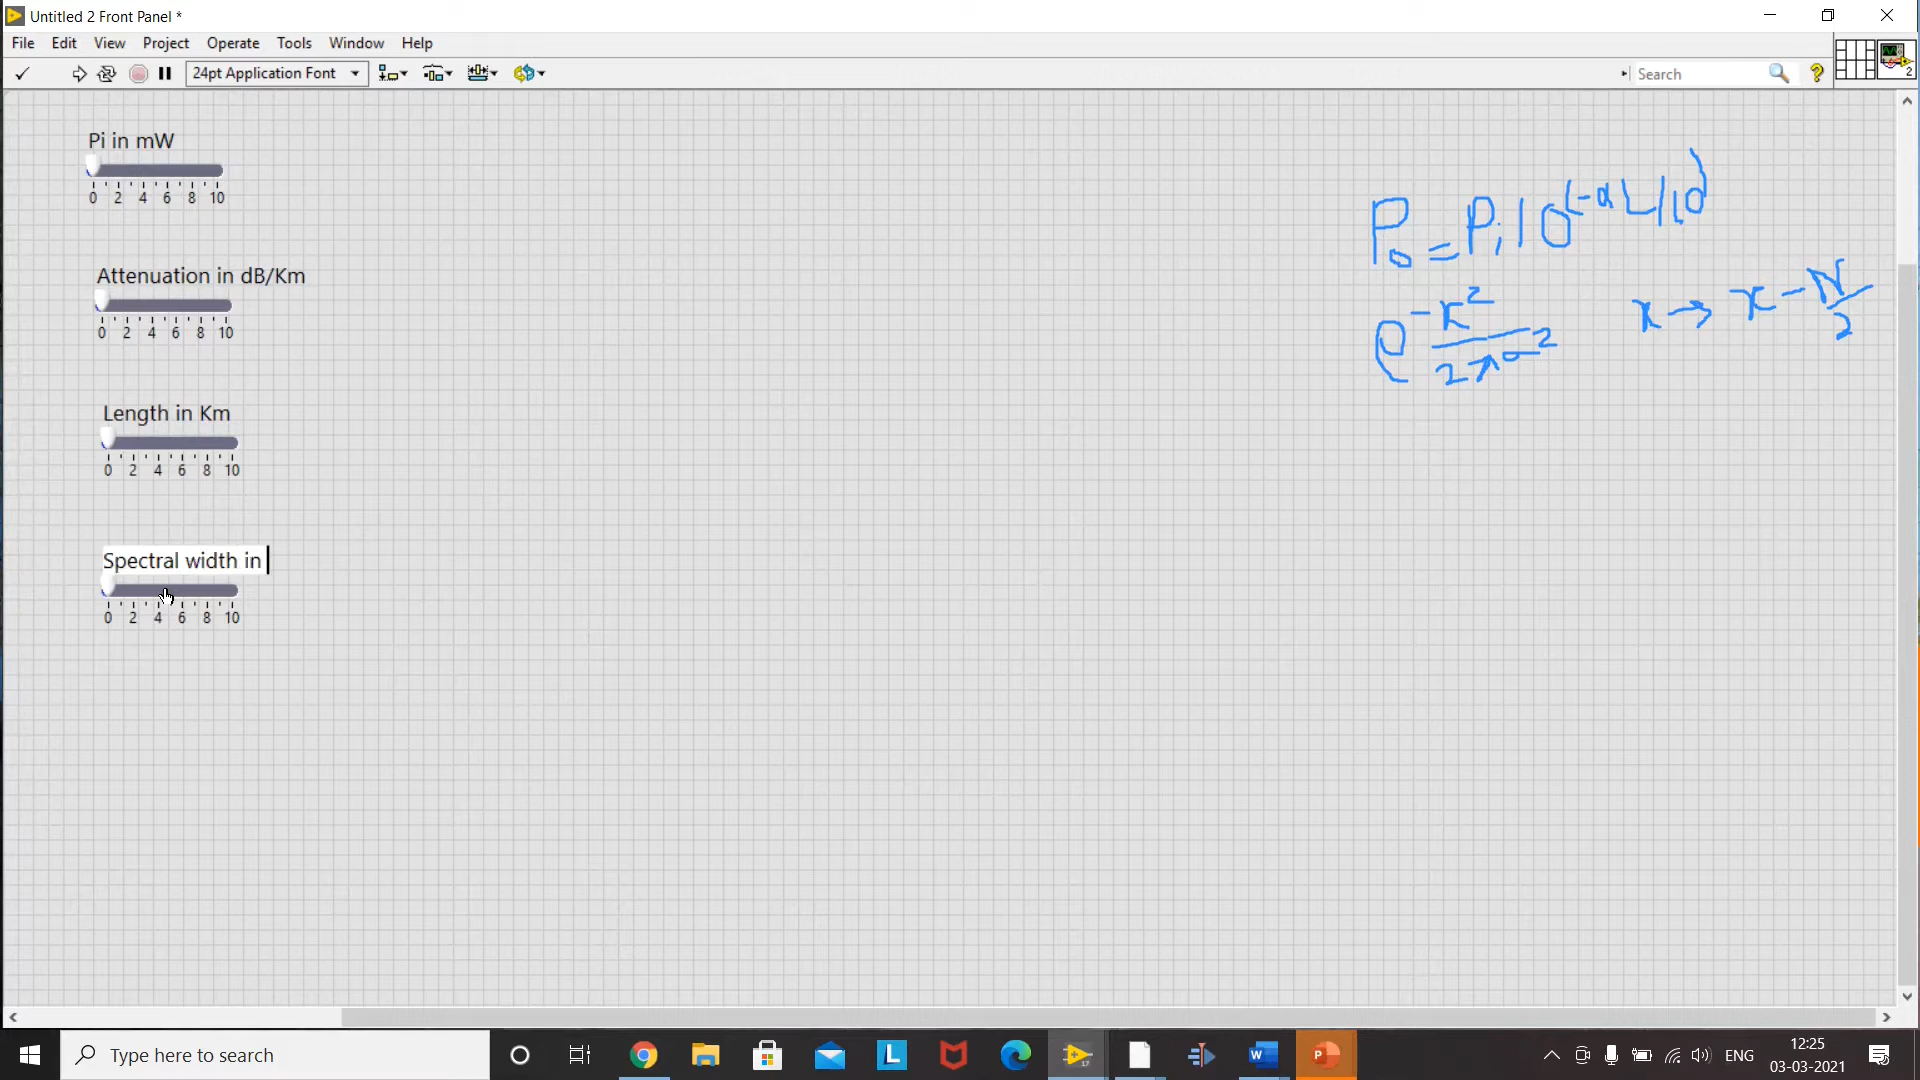 Untitled 2 Front Panel *
File Edit View Project Operate Tools Window Help
24pt Application Font
Search
?
2
Pi in mW
0 2 4 6 8 10
Attenuation in dB/Km
0 2 4 6 8 10
Length in Km
0 2 4 6 8 10
Spectral width in
0 2 4 6 8 10
P₀ = Pᵢ 10^(-αL/10)
x → x - N/2
Type here to search
ENG
12:25
03-03-2021